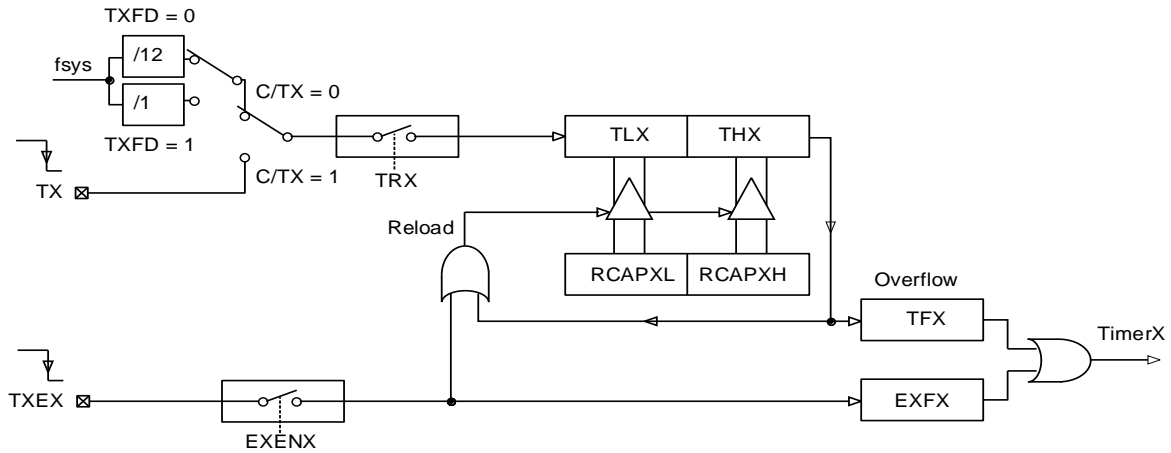 TXFD = 0
/12
fsys
C/TX = 0
/1
TLX
THX
TXFD = 1
C/TX = 1
TX
TRX
Reload
RCAPXL
RCAPXH
Overflow
TFX
TimerX
TXEX
EXFX
EXENX